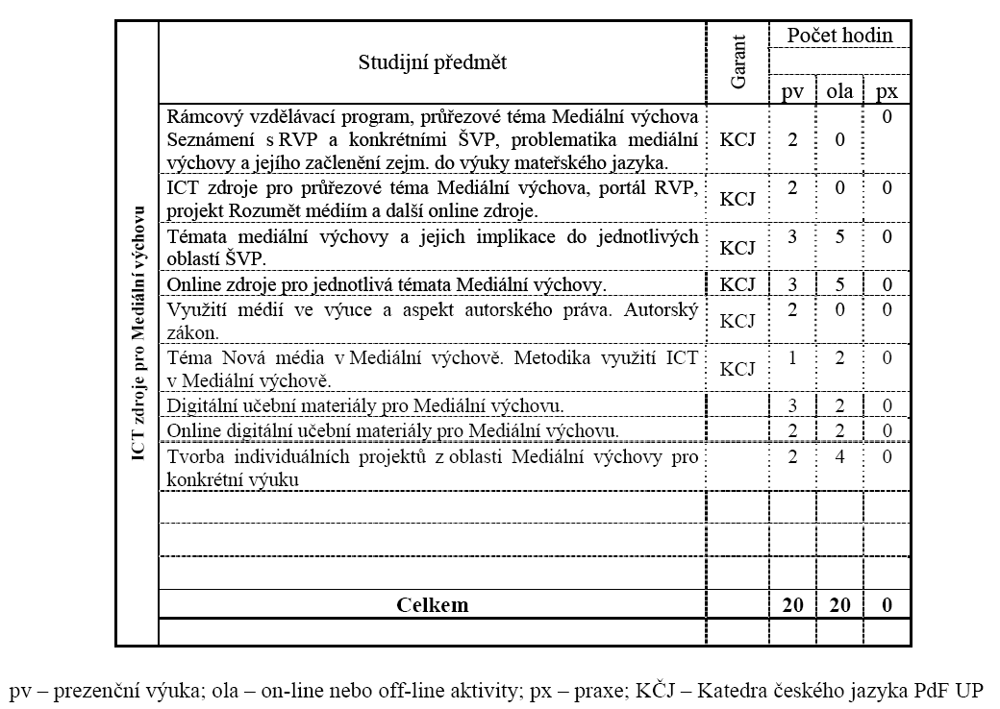 ICT zdroje pro Mediální výchovu
Studijní předmět
Garant
Počet hodin
pv ola px
Rámcový vzdělávací program, průřezové téma Mediální výchova
Seznámení s RVP a konkrétními ŠVP, problematika mediální
výchovy a jejího začlenění zejm. do výuky mateřského jazyka.
KCJ 2 0 0
ICT zdroje pro průřezové téma Mediální výchova, portál RVP,
projekt Rozumět médiím a další online zdroje.
KCJ 2 0 0
Témata mediální výchovy a jejich implikace do jednotlivých
oblastí ŠVP.
KCJ 3 5 0
Online zdroje pro jednotlivá témata Mediální výchovy. KCJ 3 5 0
Využití médií ve výuce a aspekt autorského práva. Autorský
zákon.
KCJ 2 0 0
Téma Nová média v Mediální výchově. Metodika využití ICT
v Mediální výchově.
KCJ 1 2 0
Digitální učební materiály pro Mediální výchovu. 3 2 0
Online digitální učební materiály pro Mediální výchovu. 2 2 0
Tvorba individuálních projektů z oblasti Mediální výchovy pro
konkrétní výuku
2 4 0
Celkem 20 20 0
pv – prezenční výuka; ola – on-line nebo off-line aktivity; px – praxe; KČJ – Katedra českého jazyka PdF UP